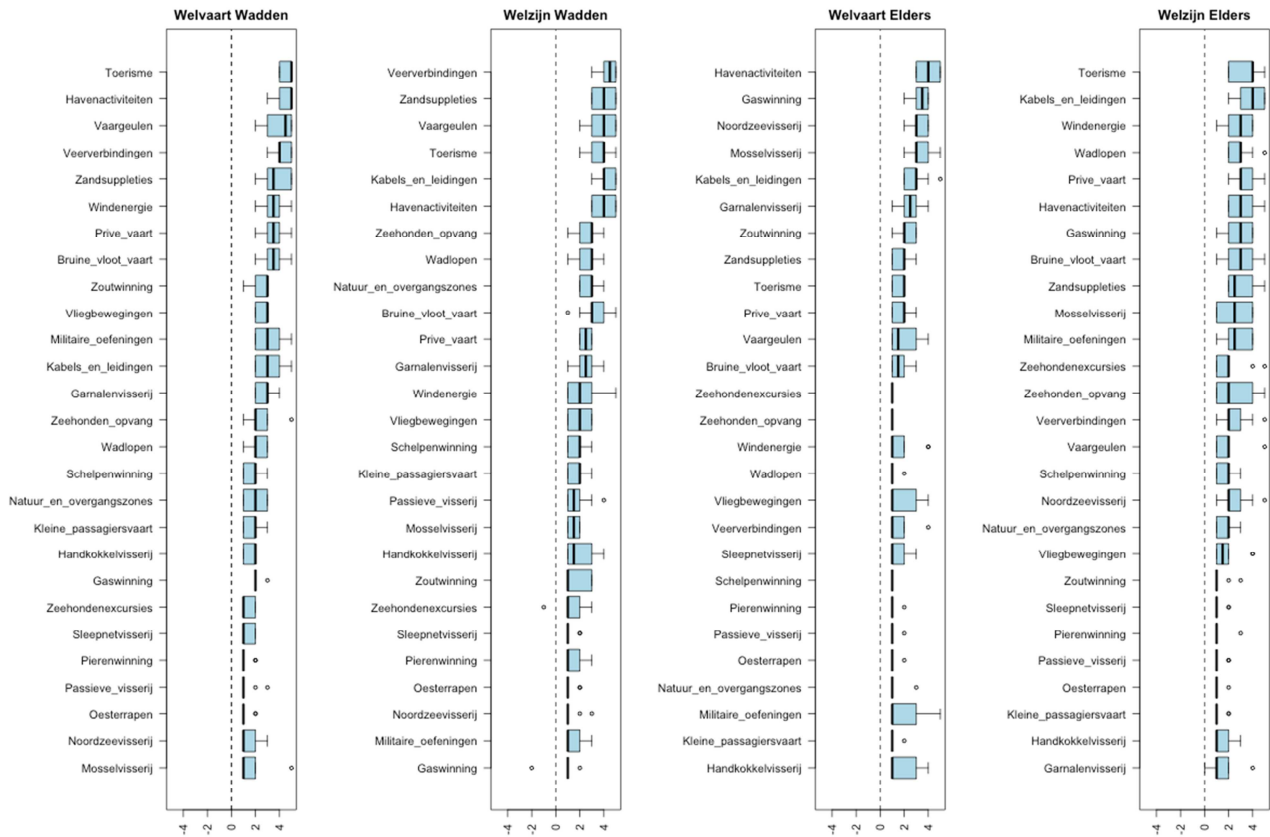 Welvaart Wadden
Toerisme
Havenactiviteiten
Vaargeulen
Veerverbindingen
Zandsuppleties
Windenergie
Prive_vaart
Bruine_vloot_vaart
Zoutwinning
Vliegbewegingen
Militaire_oefeningen
Kabels_en_leidingen
Garnalenvisserij
Zeehonden_opvang
Wadlopen
Schelpenwinning
Natuur_en_overgangszones
Kleine_passagiersvaart
Handkokkelvisserij
Gaswinning
Zeehondenexcursies
Sleepnetvisserij
Pierenwinning
Passieve_visserij
Oesterrapen
Noordzeevisserij
Mosselvisserij
-4 -2 0 2 4
Welzijn Wadden
Veerverbindingen
Zandsuppleties
Vaargeulen
Toerisme
Kabels_en_leidingen
Havenactiviteiten
Zeehonden_opvang
Wadlopen
Natuur_en_overgangszones
Bruine_vloot_vaart
Prive_vaart
Garnalenvisserij
Windenergie
Vliegbewegingen
Schelpenwinning
Kleine_passagiersvaart
Passieve_visserij
Mosselvisserij
Handkokkelvisserij
Zoutwinning
Zeehondenexcursies
Sleepnetvisserij
Pierenwinning
Oesterrapen
Noordzeevisserij
Militaire_oefeningen
Gaswinning
-4 -2 0 2 4
Welvaart Elders
Havenactiviteiten
Gaswinning
Noordzeevisserij
Mosselvisserij
Kabels_en_leidingen
Garnalenvisserij
Zoutwinning
Zandsuppleties
Toerisme
Prive_vaart
Vaargeulen
Bruine_vloot_vaart
Zeehondenexcursies
Zeehonden_opvang
Windenergie
Wadlopen
Vliegbewegingen
Veerverbindingen
Sleepnetvisserij
Schelpenwinning
Pierenwinning
Passieve_visserij
Oesterrapen
Natuur_en_overgangszones
Militaire_oefeningen
Kleine_passagiersvaart
Handkokkelvisserij
-4 -2 0 2 4
Welzijn Elders
Toerisme
Kabels_en_leidingen
Windenergie
Wadlopen
Prive_vaart
Havenactiviteiten
Gaswinning
Bruine_vloot_vaart
Zandsuppleties
Mosselvisserij
Militaire_oefeningen
Zeehondenexcursies
Zeehonden_opvang
Veerverbindingen
Vaargeulen
Schelpenwinning
Noordzeevisserij
Natuur_en_overgangszones
Vliegbewegingen
Zoutwinning
Sleepnetvisserij
Pierenwinning
Passieve_visserij
Oesterrapen
Kleine_passagiersvaart
Handkokkelvisserij
Garnalenvisserij
-4 -2 0 2 4